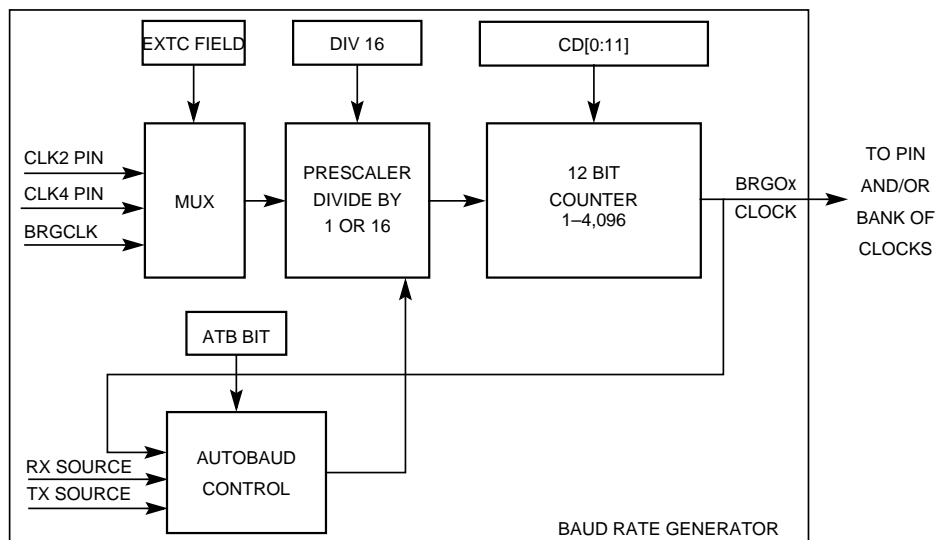 EXTC FIELD
DIV 16
CD[0:11]
CLK2 PIN
CLK4 PIN
BRGCLK
MUX
PRESCALER
DIVIDE BY
1 OR 16
12 BIT
COUNTER
1–4,096
BRGOx
CLOCK
TO PIN
AND/OR
BANK OF
CLOCKS
ATB BIT
RX SOURCE
TX SOURCE
AUTOBAUD
CONTROL
BAUD RATE GENERATOR